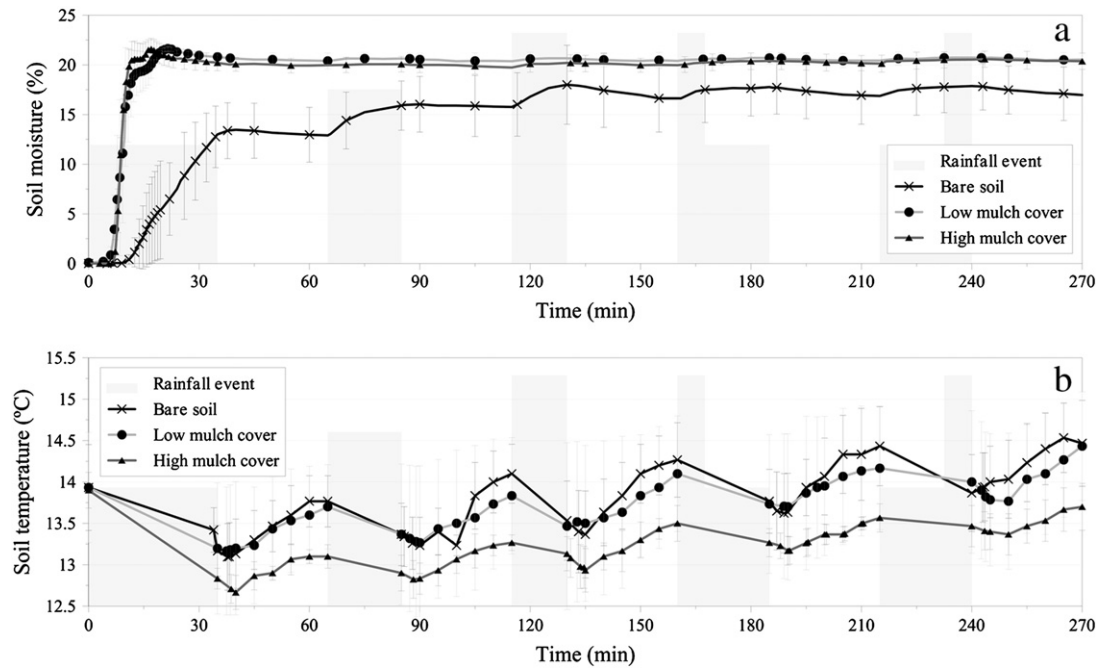 a
25
20
15
10
5
0
Soil moisture (%)
Rainfall event
Bare soil
Low mulch cover
High mulch cover
0 30 60 90 120 150 180 210 240 270
Time (min)
b
15.5
15
14.5
14
13.5
13
12.5
Soil temperature (ºC)
Rainfall event
Bare soil
Low mulch cover
High mulch cover
0 30 60 90 120 150 180 210 240 270
Time (min)